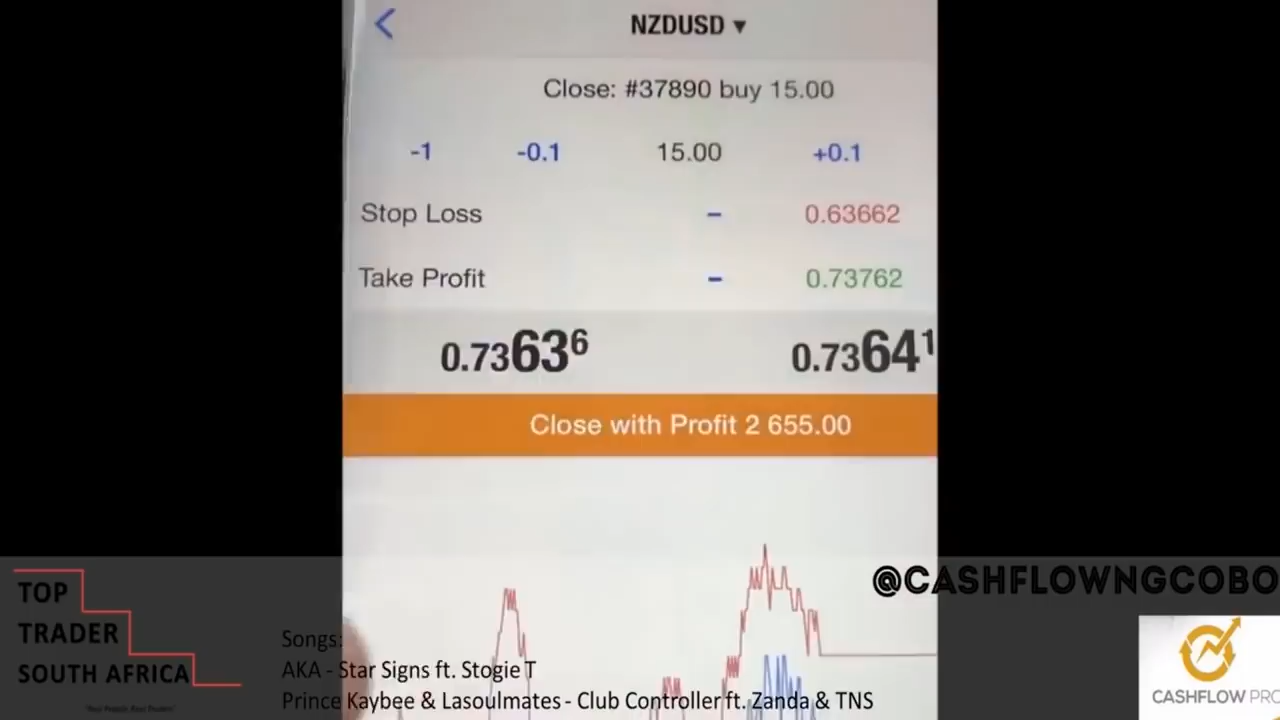 NZDUSD ▼
Close: #37890 buy 15.00
-1 -0.1 15.00 +0.1
Stop Loss - 0.63662
Take Profit - 0.73762
0.73636 0.73641
Close with Profit 2 655.00
@CASHFLOWNGCOBO
TOP
TRADER
SOUTH AFRICA
Songs:
AKA - Star Signs ft. Stogie T
Prince Kaybee & Lasoulmates - Club Controller ft. Zanda & TNS
CASHFLOW PRO